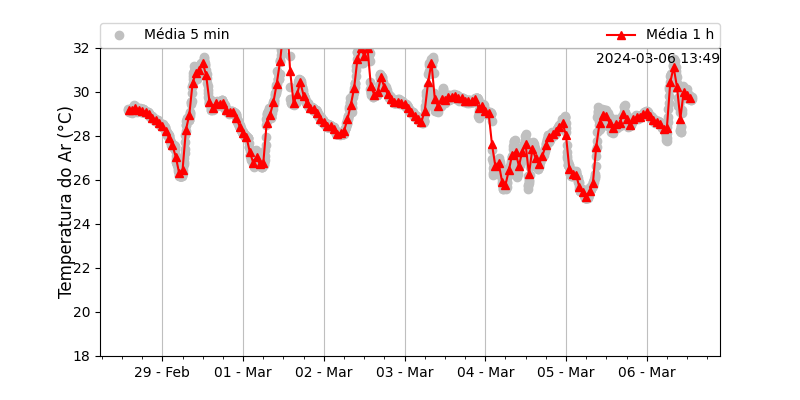 Média 5 min
Média 1 h
2024-03-06 13:49
Temperatura do Ar (°C)
32
30
28
26
24
22
20
18
29 - Feb
01 - Mar
02 - Mar
03 - Mar
04 - Mar
05 - Mar
06 - Mar